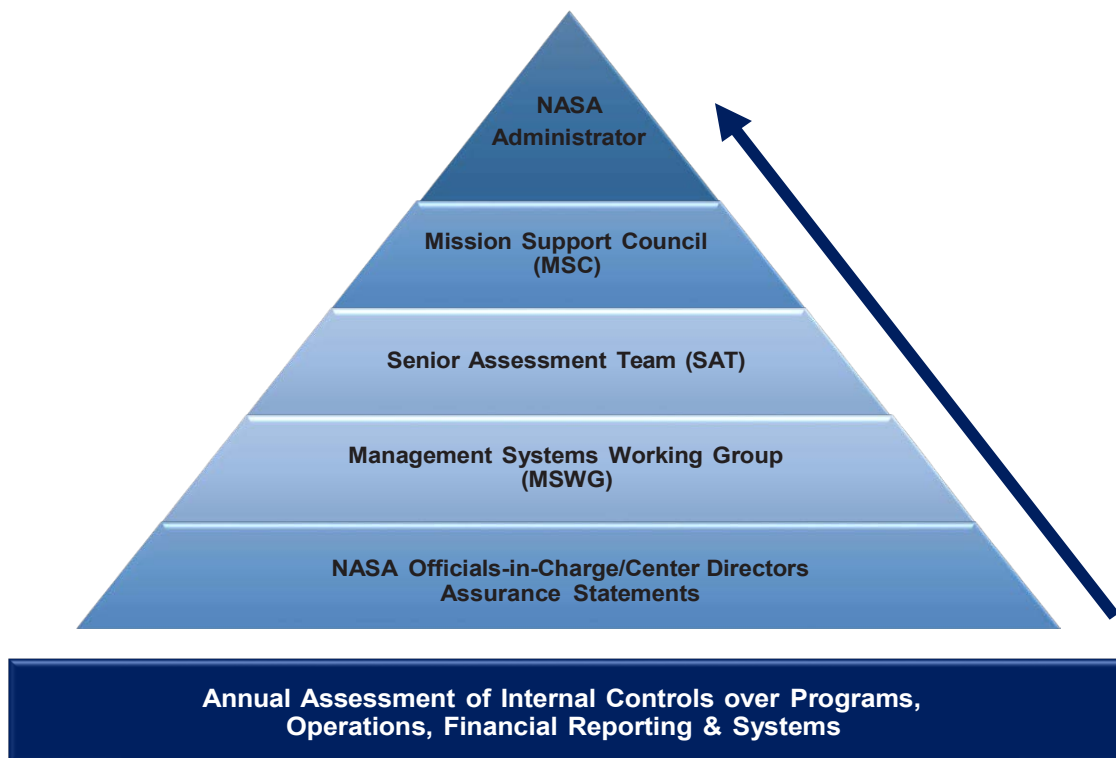 NASA
Administrator
Mission Support Council
(MSC)
Senior Assessment Team (SAT)
Management Systems Working Group
(MSWG)
NASA Officials-in-Charge/Center Directors
Assurance Statements
Annual Assessment of Internal Controls over Programs,
Operations, Financial Reporting & Systems